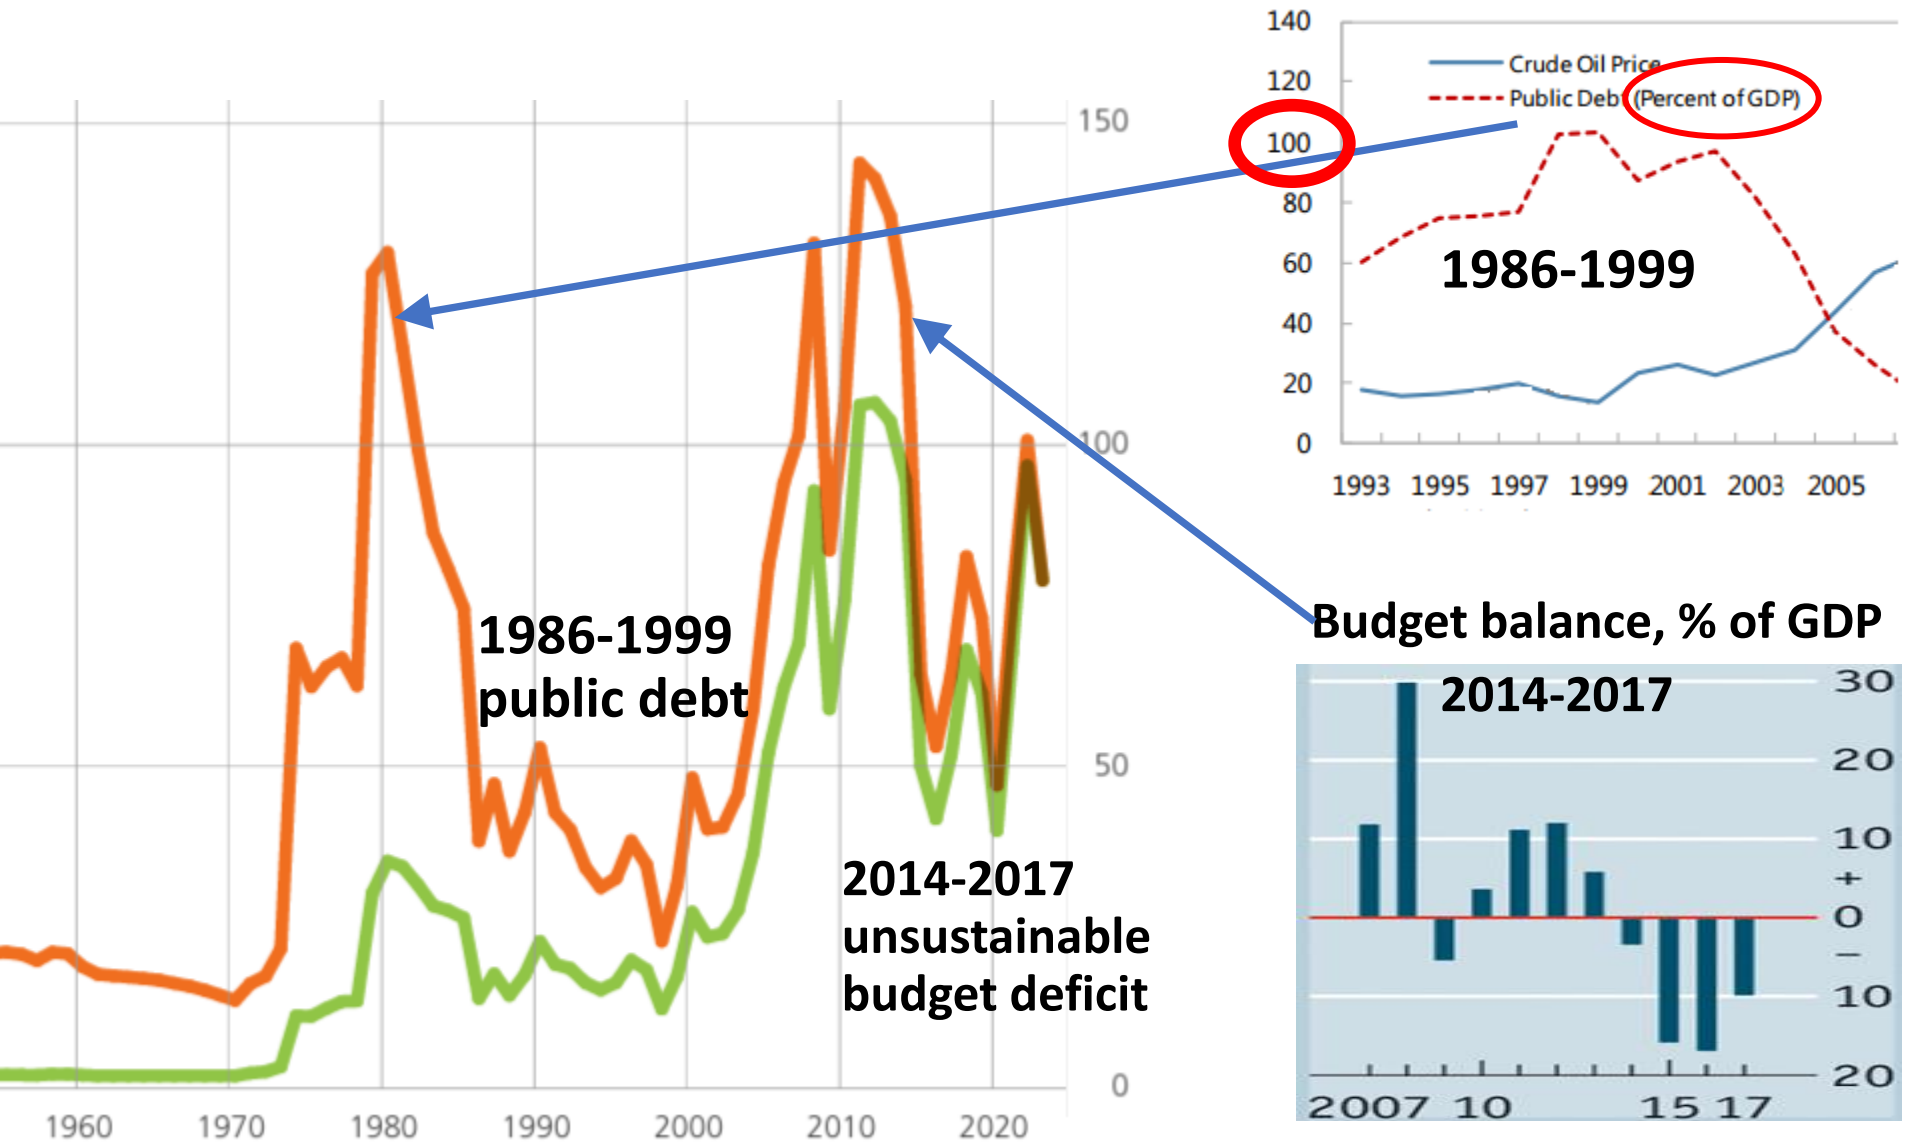 150
100
50
0
1960 1970 1980 1990 2000 2010 2020
1986-1999
public debt
2014-2017
unsustainable
budget deficit
140
120
100
80
60
40
20
0
Crude Oil Price
Public Debt (Percent of GDP)
1986-1999
1993 1995 1997 1999 2001 2003 2005
Budget balance, % of GDP
2014-2017
30
20
10
+
0
–
10
20
2007 10 15 17